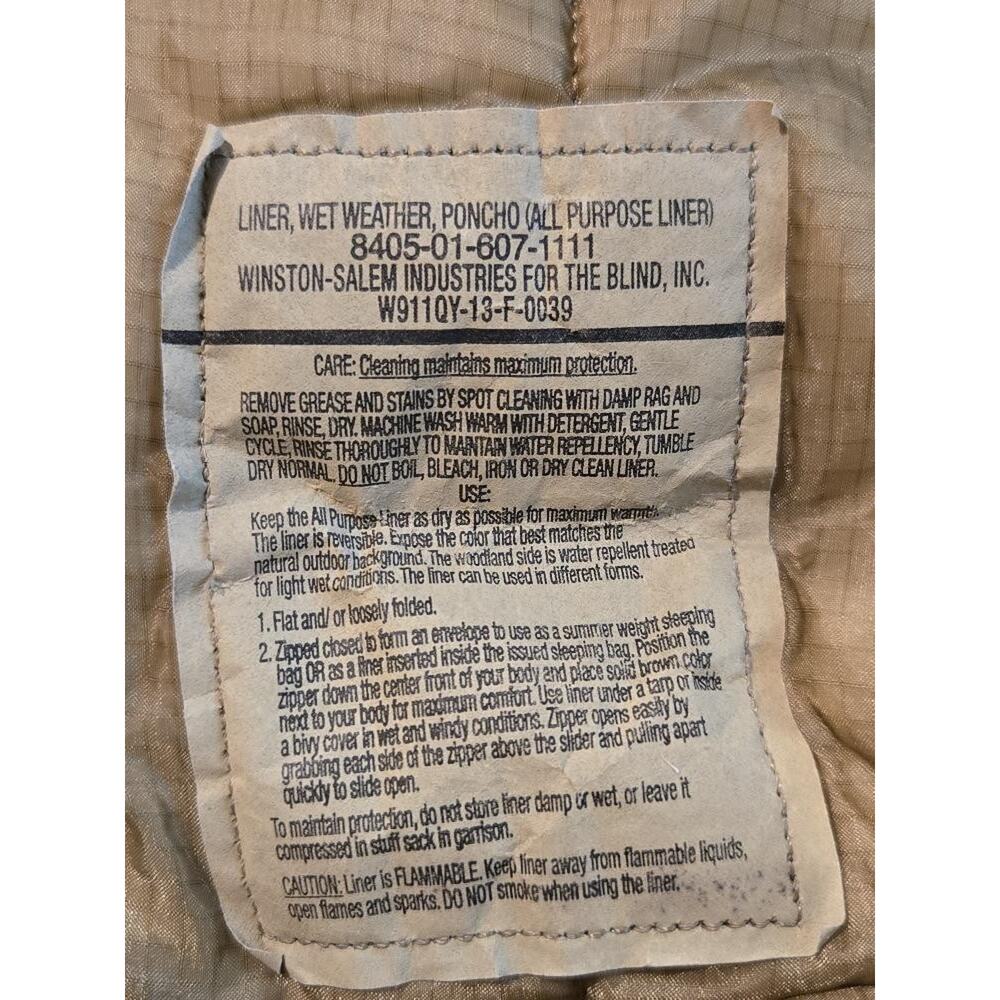 LINER, WET WEATHER, PONCHO (ALL PURPOSE LINER)
8405-01-607-1111
WINSTON-SALEM INDUSTRIES FOR THE BLIND, INC.
W911QY-13-F-0039
CARE: Cleaning maintains maximum protection.
REMOVE GREASE AND STAINS BY SPOT CLEANING WITH DAMP RAG AND
SOAP, RINSE, DRY. MACHINE WASH WARM WITH DETERGENT, GENTLE
CYCLE, RINSE THOROUGHLY TO MAINTAIN WATER REPELLENCY, TUMBLE
DRY NORMAL. DO NOT BOIL, BLEACH, IRON OR DRY CLEAN LINER.
USE:
Keep the All Purpose Liner as dry as possible for maximum warmth.
The liner is reversible. Expose the color that best matches the
natural outdoor background. The woodland side is water repellent treated
for light wet conditions. The liner can be used in different forms.
1. Flat and/ or loosely folded.
2. Zipped closed to form an envelope to use as a summer weight sleeping
bag OR as a liner inserted inside the issued sleeping bag. Position the
zipper down the center front of your body and place solid brown color
next to your body for maximum comfort. Use liner under a tarp or inside
a bivy cover in wet and windy conditions. Zipper opens easily by
grabbing each side of the zipper above the slider and pulling apart
quickly to slide open.
To maintain protection, do not store liner damp or wet, or leave it
compressed in stuff sack in garrison.
CAUTION: Liner is FLAMMABLE. Keep liner away from flammable liquids,
open flames and sparks. DO NOT smoke when using the liner.